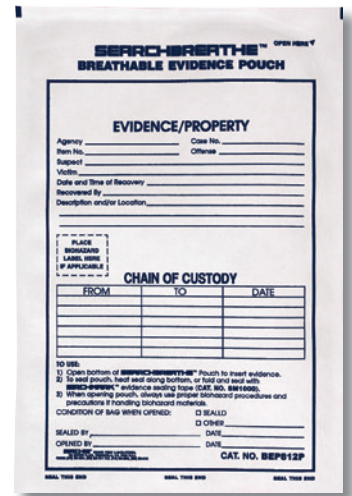 OPEN HERE
SEARCHBREATHE™
BREATHABLE EVIDENCE POUCH
EVIDENCE/PROPERTY
Agency Case No.
Item No. Offense
Suspect
Victim
Date and Time of Recovery
Recovered By
Description and/or Location
PLACE
BIOHAZARD
LABEL HERE
IF APPLICABLE
CHAIN OF CUSTODY
FROM TO DATE
TO USE:
1) Open bottom of SEARCHBREATHE™ Pouch to insert evidence.
2) To seal pouch, heat seal along bottom, or fold and seal with
SEARCHMARK™ evidence sealing tape (CAT. NO. SM1000).
3) When opening pouch, always use proper biohazard procedures and
precautions if handling biohazard materials.
CONDITION OF BAG WHEN OPENED: SEALED
OTHER
SEALED BY DATE
OPENED BY DATE
CAT. NO. BEP812P
SEAL THIS END SEAL THIS END SEAL THIS END